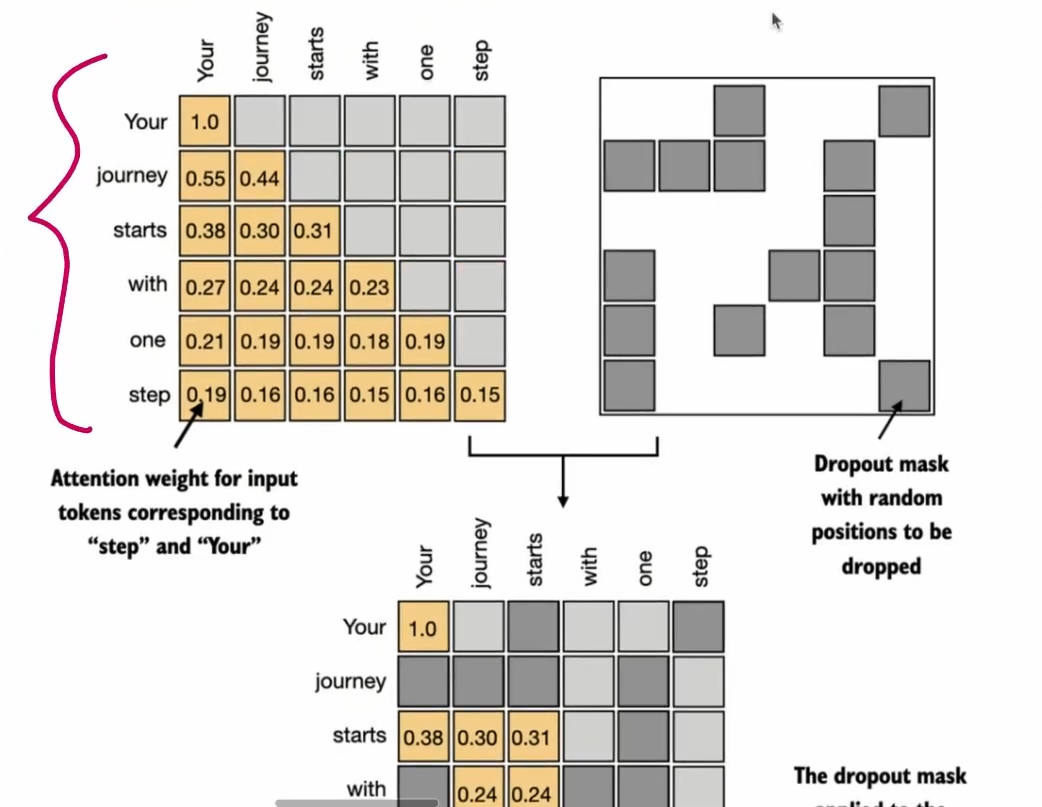 Your journey starts with one step
Your 1.0
journey 0.55 0.44
starts 0.38 0.30 0.31
with 0.27 0.24 0.24 0.23
one 0.21 0.19 0.19 0.18 0.19
step 0.19 0.16 0.16 0.15 0.16 0.15
Attention weight for input
tokens corresponding to
“step” and “Your”
Dropout mask
with random
positions to be
dropped
Your journey starts with one step
Your 1.0
journey
starts 0.38 0.30 0.31
with 0.24 0.24
The dropout mask
applied to the